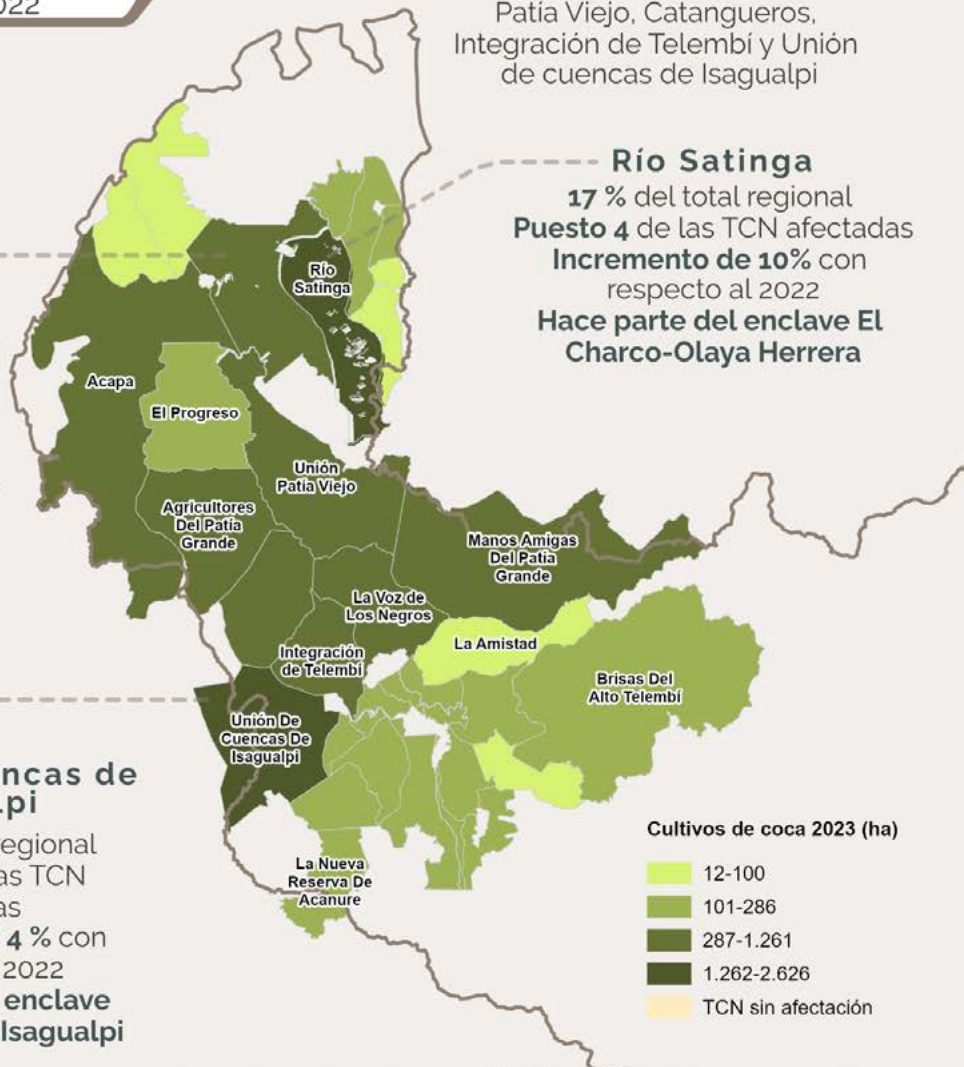 2022
Patía Viejo, Catangueros,
Integración de Telembí y Unión
de cuencas de Isagualpi
Río Satinga
17 % del total regional
Puesto 4 de las TCN afectadas
Incremento de 10% con
respecto al 2022
Hace parte del enclave El
Charco-Olaya Herrera
Río
Satinga
Acapa
El Progreso
Unión
Patía Viejo
Agricultores
Del Patía
Grande
Manos Amigas
Del Patía
Grande
La Voz de
Los Negros
La Amistad
Integración
de Telembí
Brisas Del
Alto Telembí
Unión De
Cuencas De
Isagualpi
La Nueva
Reserva De
Acanure
ncas de
lpi
regional
as TCN
as
4 % con
2022
enclave
Isagualpi
Cultivos de coca 2023 (ha)
12-100
101-286
287-1.261
1.262-2.626
TCN sin afectación